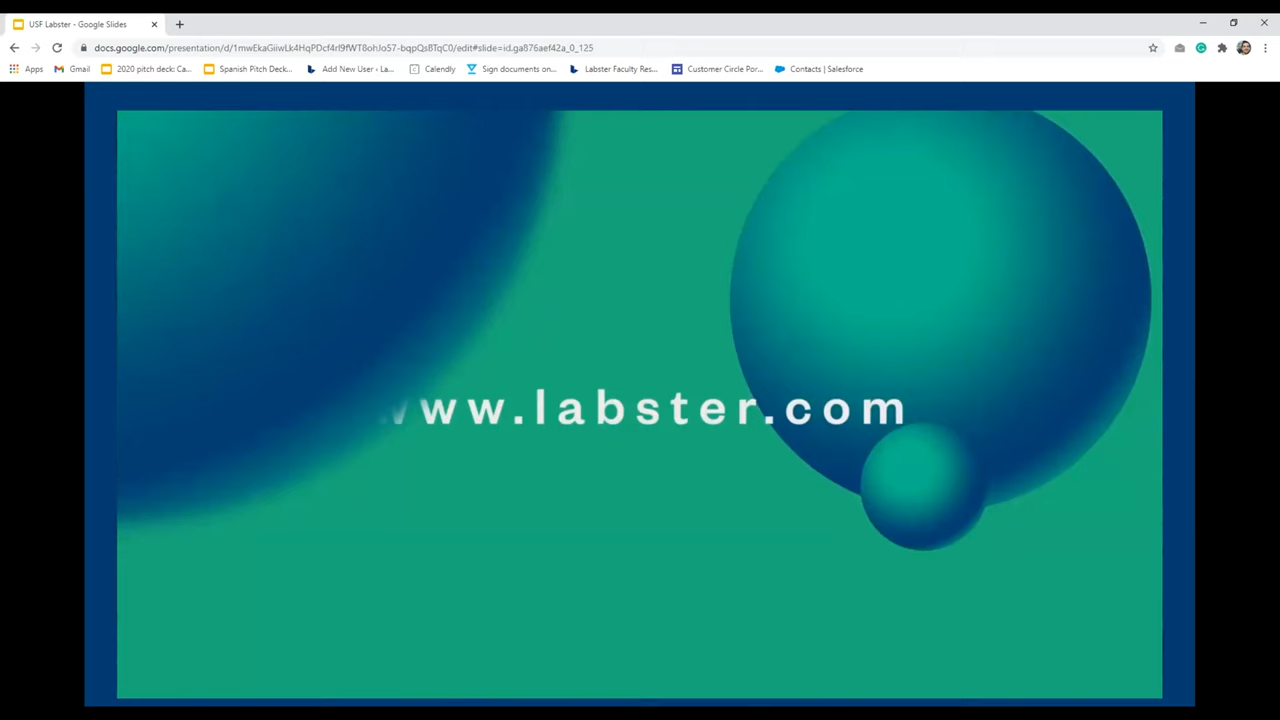 USF Labster - Google Slides
docs.google.com/presentation/d/1mwEkaGiiwLk4HqPDcf4rl9fWT8ohJo57-bqpQs8TqC0/edit#slide=id.ga876aef42a_0_125
Apps Gmail 2020 pitch deck: Ca... Spanish Pitch Deck... Add New User ‹ La... Calendly Sign documents on... Labster Faculty Res... Customer Circle Por... Contacts | Salesforce
www.labster.com